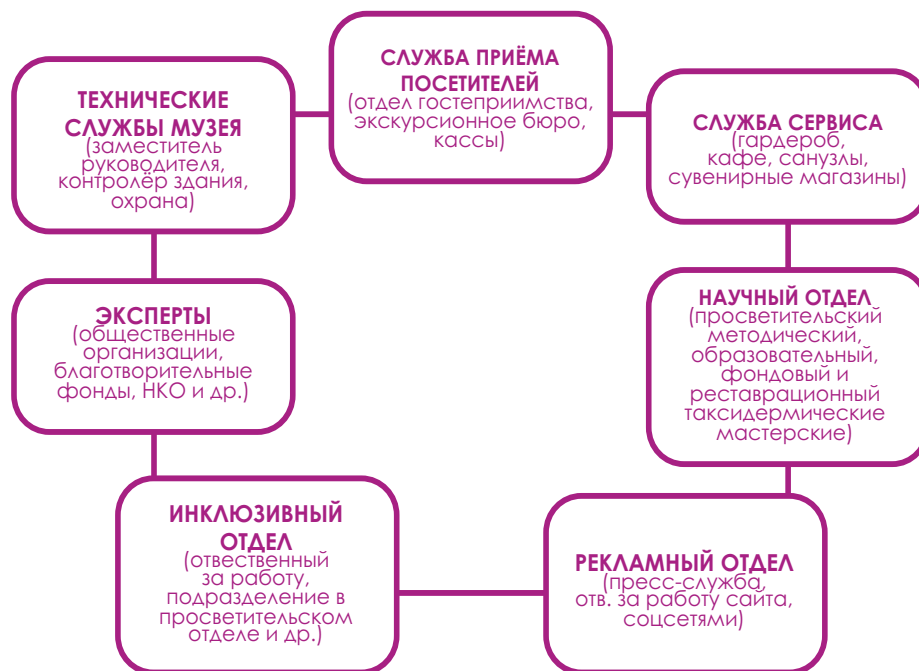 СЛУЖБА ПРИЁМА
ПОСЕТИТЕЛЕЙ
(отдел гостеприимства,
экскурсионное бюро,
кассы)
ТЕХНИЧЕСКИЕ
СЛУЖБЫ МУЗЕЯ
(заместитель
руководителя,
контролёр здания,
охрана)
СЛУЖБА СЕРВИСА
(гардероб,
кафе, санузлы,
сувенирные магазины)
ЭКСПЕРТЫ
(общественные
организации,
благотворительные
фонды, НКО и др.)
НАУЧНЫЙ ОТДЕЛ
(просветительский
методический,
образовательный,
фондовый и
реставрационный
таксидермические
мастерские)
ИНКЛЮЗИВНЫЙ
ОТДЕЛ
(отвественный
за работу,
подразделение в
просветительском
отделе и др.)
РЕКЛАМНЫЙ ОТДЕЛ
(пресс-служба,
отв. за работу сайта,
соцсетями)